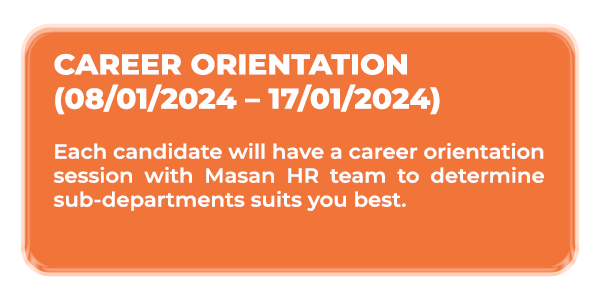 CAREER ORIENTATION
(08/01/2024 – 17/01/2024)
Each candidate will have a career orientation
session with Masan HR team to determine
sub-departments suits you best.